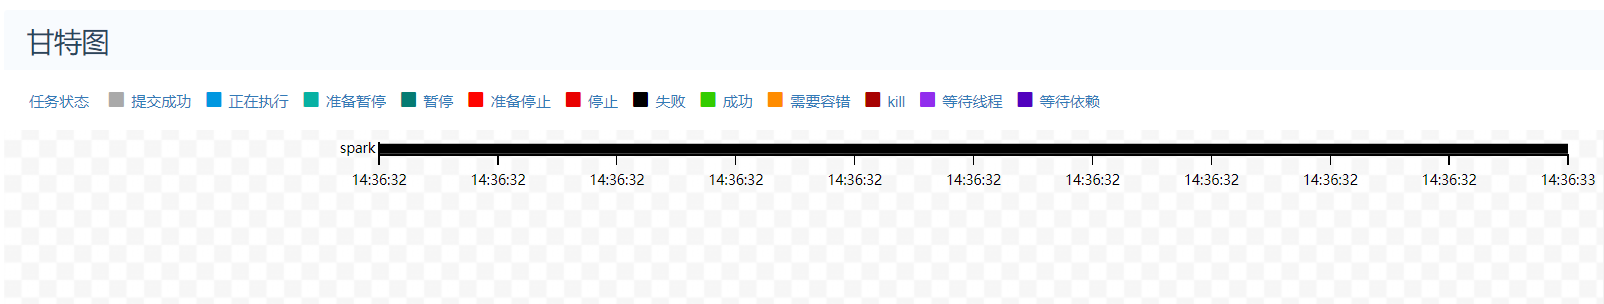 甘特图
任务状态 提交成功 正在执行 准备暂停 暂停 准备停止 停止 失败 成功 需要容错 kill 等待线程 等待依赖
spark
14:36:32 14:36:32 14:36:32 14:36:32 14:36:32 14:36:32 14:36:32 14:36:32 14:36:32 14:36:32 14:36:33